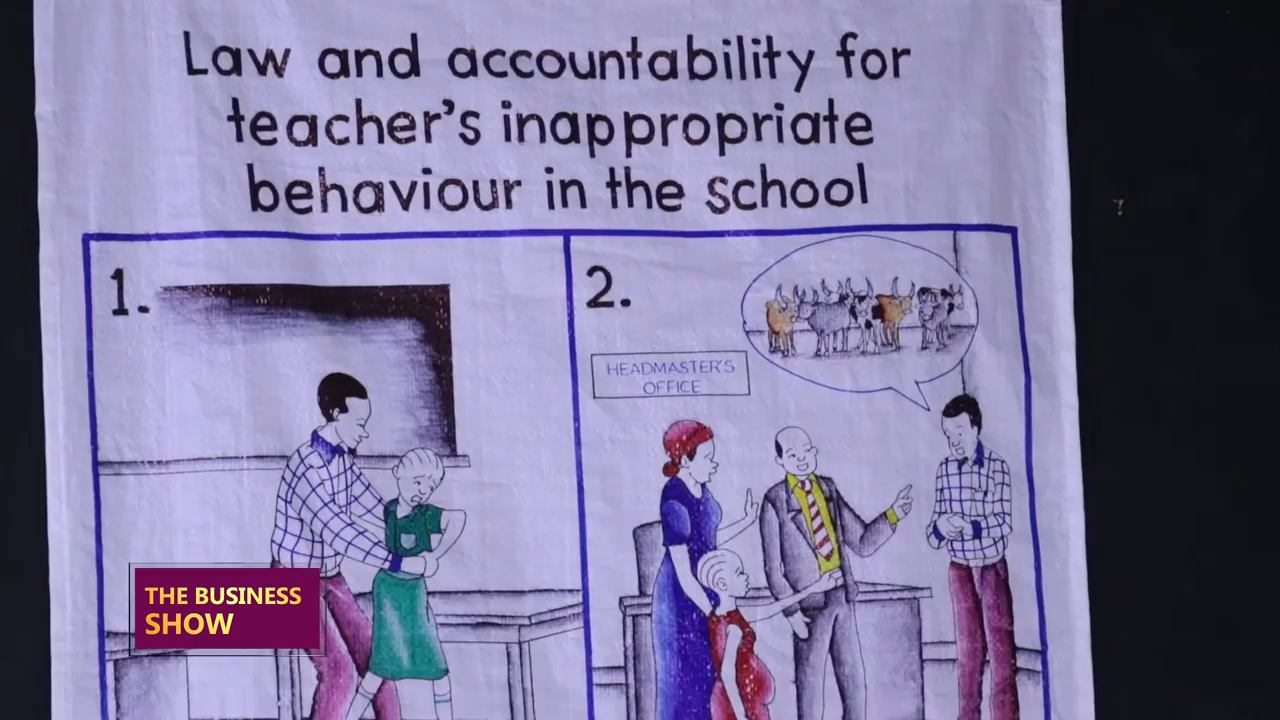 Law and accountability for
teacher's inappropriate
behaviour in the school
1.
2.
HEADMASTER'S
OFFICE
THE BUSINESS
SHOW